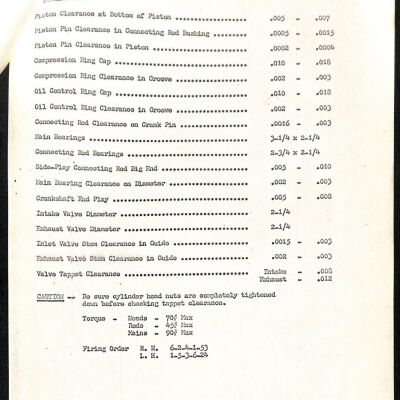 Piston Clearance at Bottom of Piston .005 - .007
Piston Pin Clearance in Connecting Rod Bushing .0005 - .0015
Piston Pin Clearance in Piston .0002 - .0004
Compression Ring Gap .010 - .018
Compression Ring Clearance in Groove .002 - .003
Oil Control Ring Gap .010 - .018
Oil Control Ring Clearance in Groove .002 - .003
Connecting Rod Clearance on Crank Pin .0016 - .003
Main Bearings 3-1/4 x 2-1/4
Connecting Rod Bearings 2-3/4 x 2-1/4
Side-Play Connecting Rod Big End .005 - .010
Main Bearing Clearance on Diameter .002 - .003
Crankshaft End Play .005 - .008
Intake Valve Diameter 2-1/4
Exhaust Valve Diameter 2-1/4
Inlet Valve Stem Clearance in Guide .0015 - .003
Exhaust Valve Stem Clearance in Guide .002 - .003
Valve Tappet Clearance Intake - .008
Exhaust - .012
CAUTION -- Be sure cylinder head nuts are completely tightened
down before checking tappet clearance.
Torque - Heads - 70# Max
Rods - 45# Max
Mains - 90# Max
Firing Order R. H. 6-2-4-1-53
L. H. 1-5-3-6-24